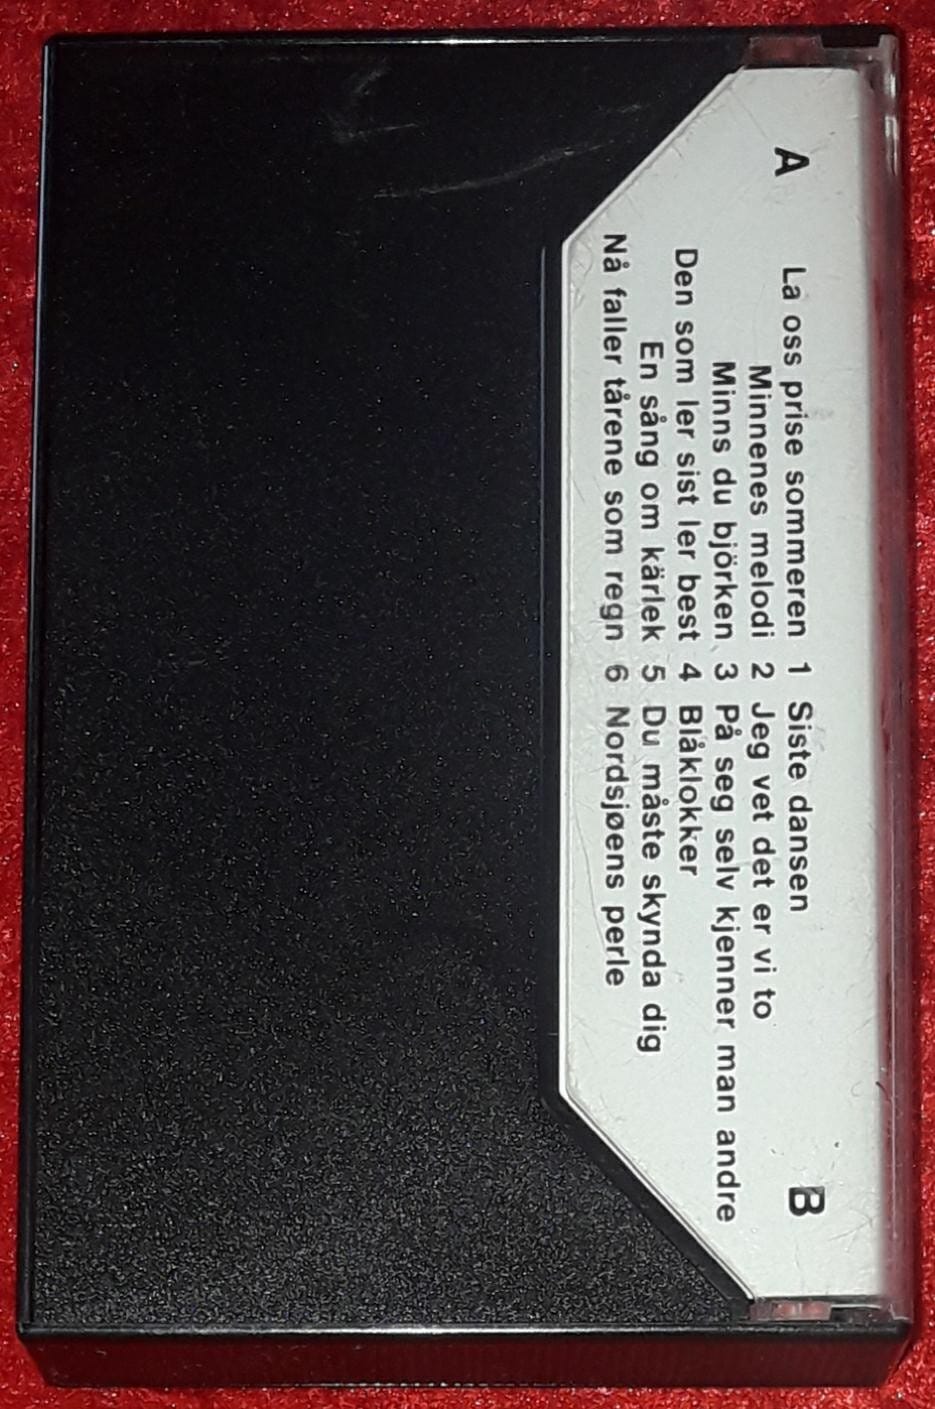 A B
La oss prise sommeren 1 Siste dansen
Minnenes melodi 2 Jeg vet det er vi to
Minns du björken 3 På seg selv kjenner man andre
Den som ler sist ler best 4 Blåklokker
En sång om kärlek 5 Du måste skynda dig
Nå faller tårene som regn 6 Nordsjøens perle